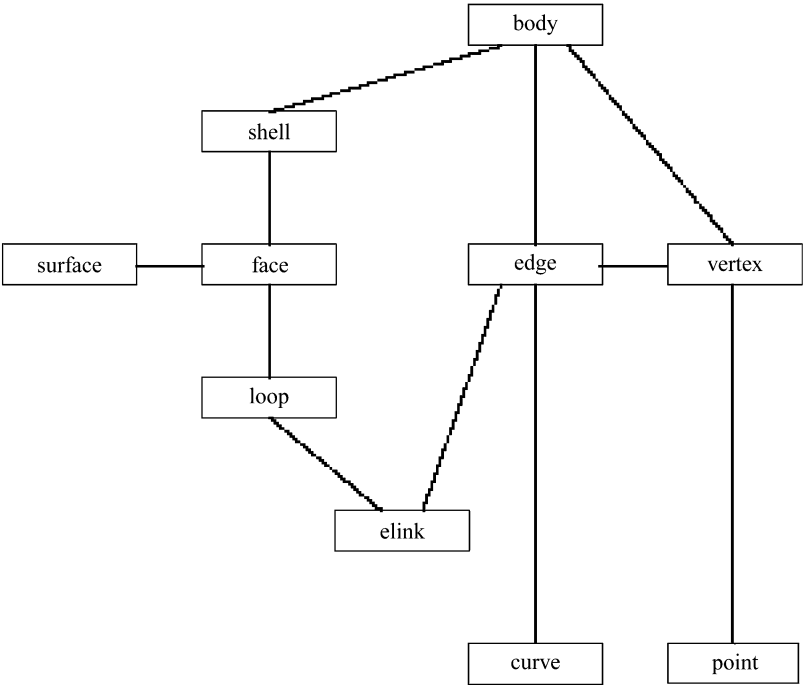 body
shell
surface
face
edge
vertex
loop
elink
curve
point